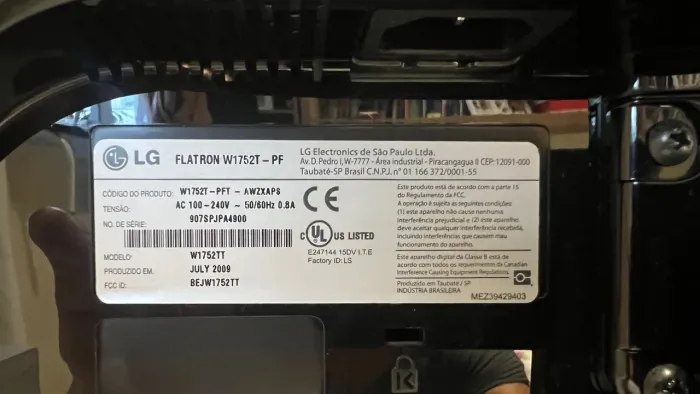 LG FLATRON W1752T-PF
LG Electronics de São Paulo Ltda.
Av. D. Pedro I, W-7777 - Área industrial - Piracangagua II CEP: 12091-000
Taubaté-SP Brasil C.N.P.J. n° 01 166 372/0001-55
CÓDIGO DO PRODUTO: W1752T-PFT - AWZXAPS
TENSÃO: AC 100-240V ~ 50/60Hz 0.8A
NO. DE SÉRIE: 907SPJPA4900
MODELO: W1752TT
PRODUZIDO EM: JULY 2009
FCC ID: BEJW1752TT
CE
C UL US LISTED
E247144 15DV I.T.E
Factory ID: LS
Este produto está de acordo com a parte 15
do Regulamento da FCC.
A operação é sujeita as seguintes condições:
(1) este aparelho não cause nenhuma
interferência prejudicial e (2) este aparelho
deve aceitar qualquer interferência recebida,
incluindo interferências que causem mau
funcionamento do aparelho.
Este aparelho digital da Classe B está de
acordo com todos os requerimentos da Canadian
Interference Causing Equipment Regulations.
Produzido em Taubaté / SP
INDÚSTRIA BRASILEIRA
MEZ39429403
K